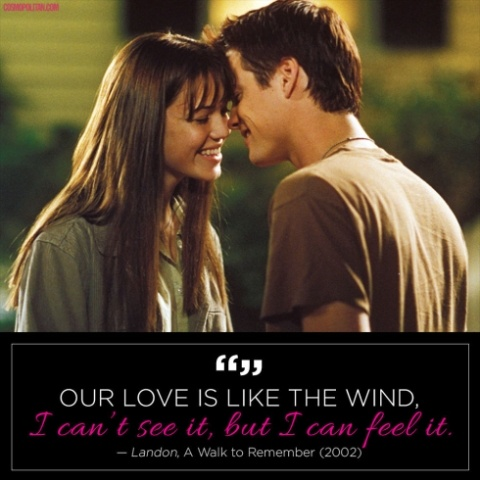 COSMOPOLITAN.COM
“”
OUR LOVE IS LIKE THE WIND,
I can't see it, but I can feel it.
— Landon, A Walk to Remember (2002)